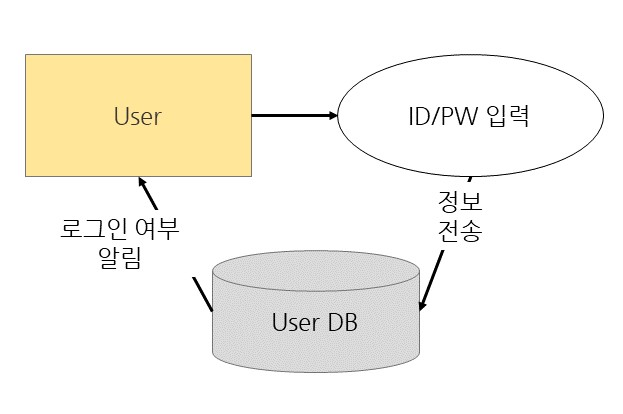 User
ID/PW 입력
정보
전송
로그인 여부
알림
User DB